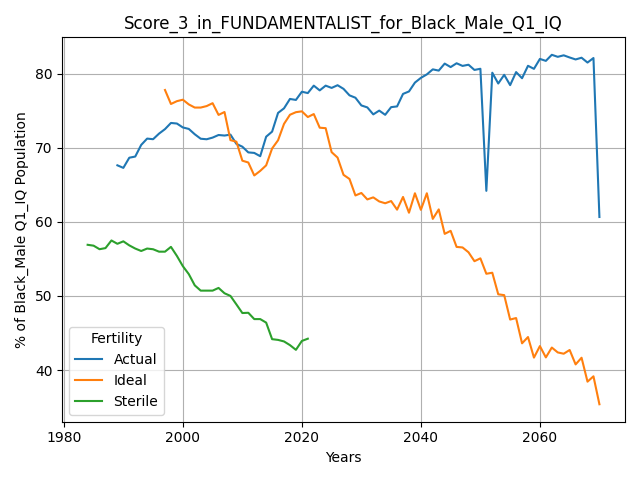 Score_3_in_FUNDAMENTALIST_for_Black_Male_Q1_IQ
% of Black_Male Q1_IQ Population
80
70
60
50
40
Fertility
Actual
Ideal
Sterile
1980 2000 2020 2040 2060
Years